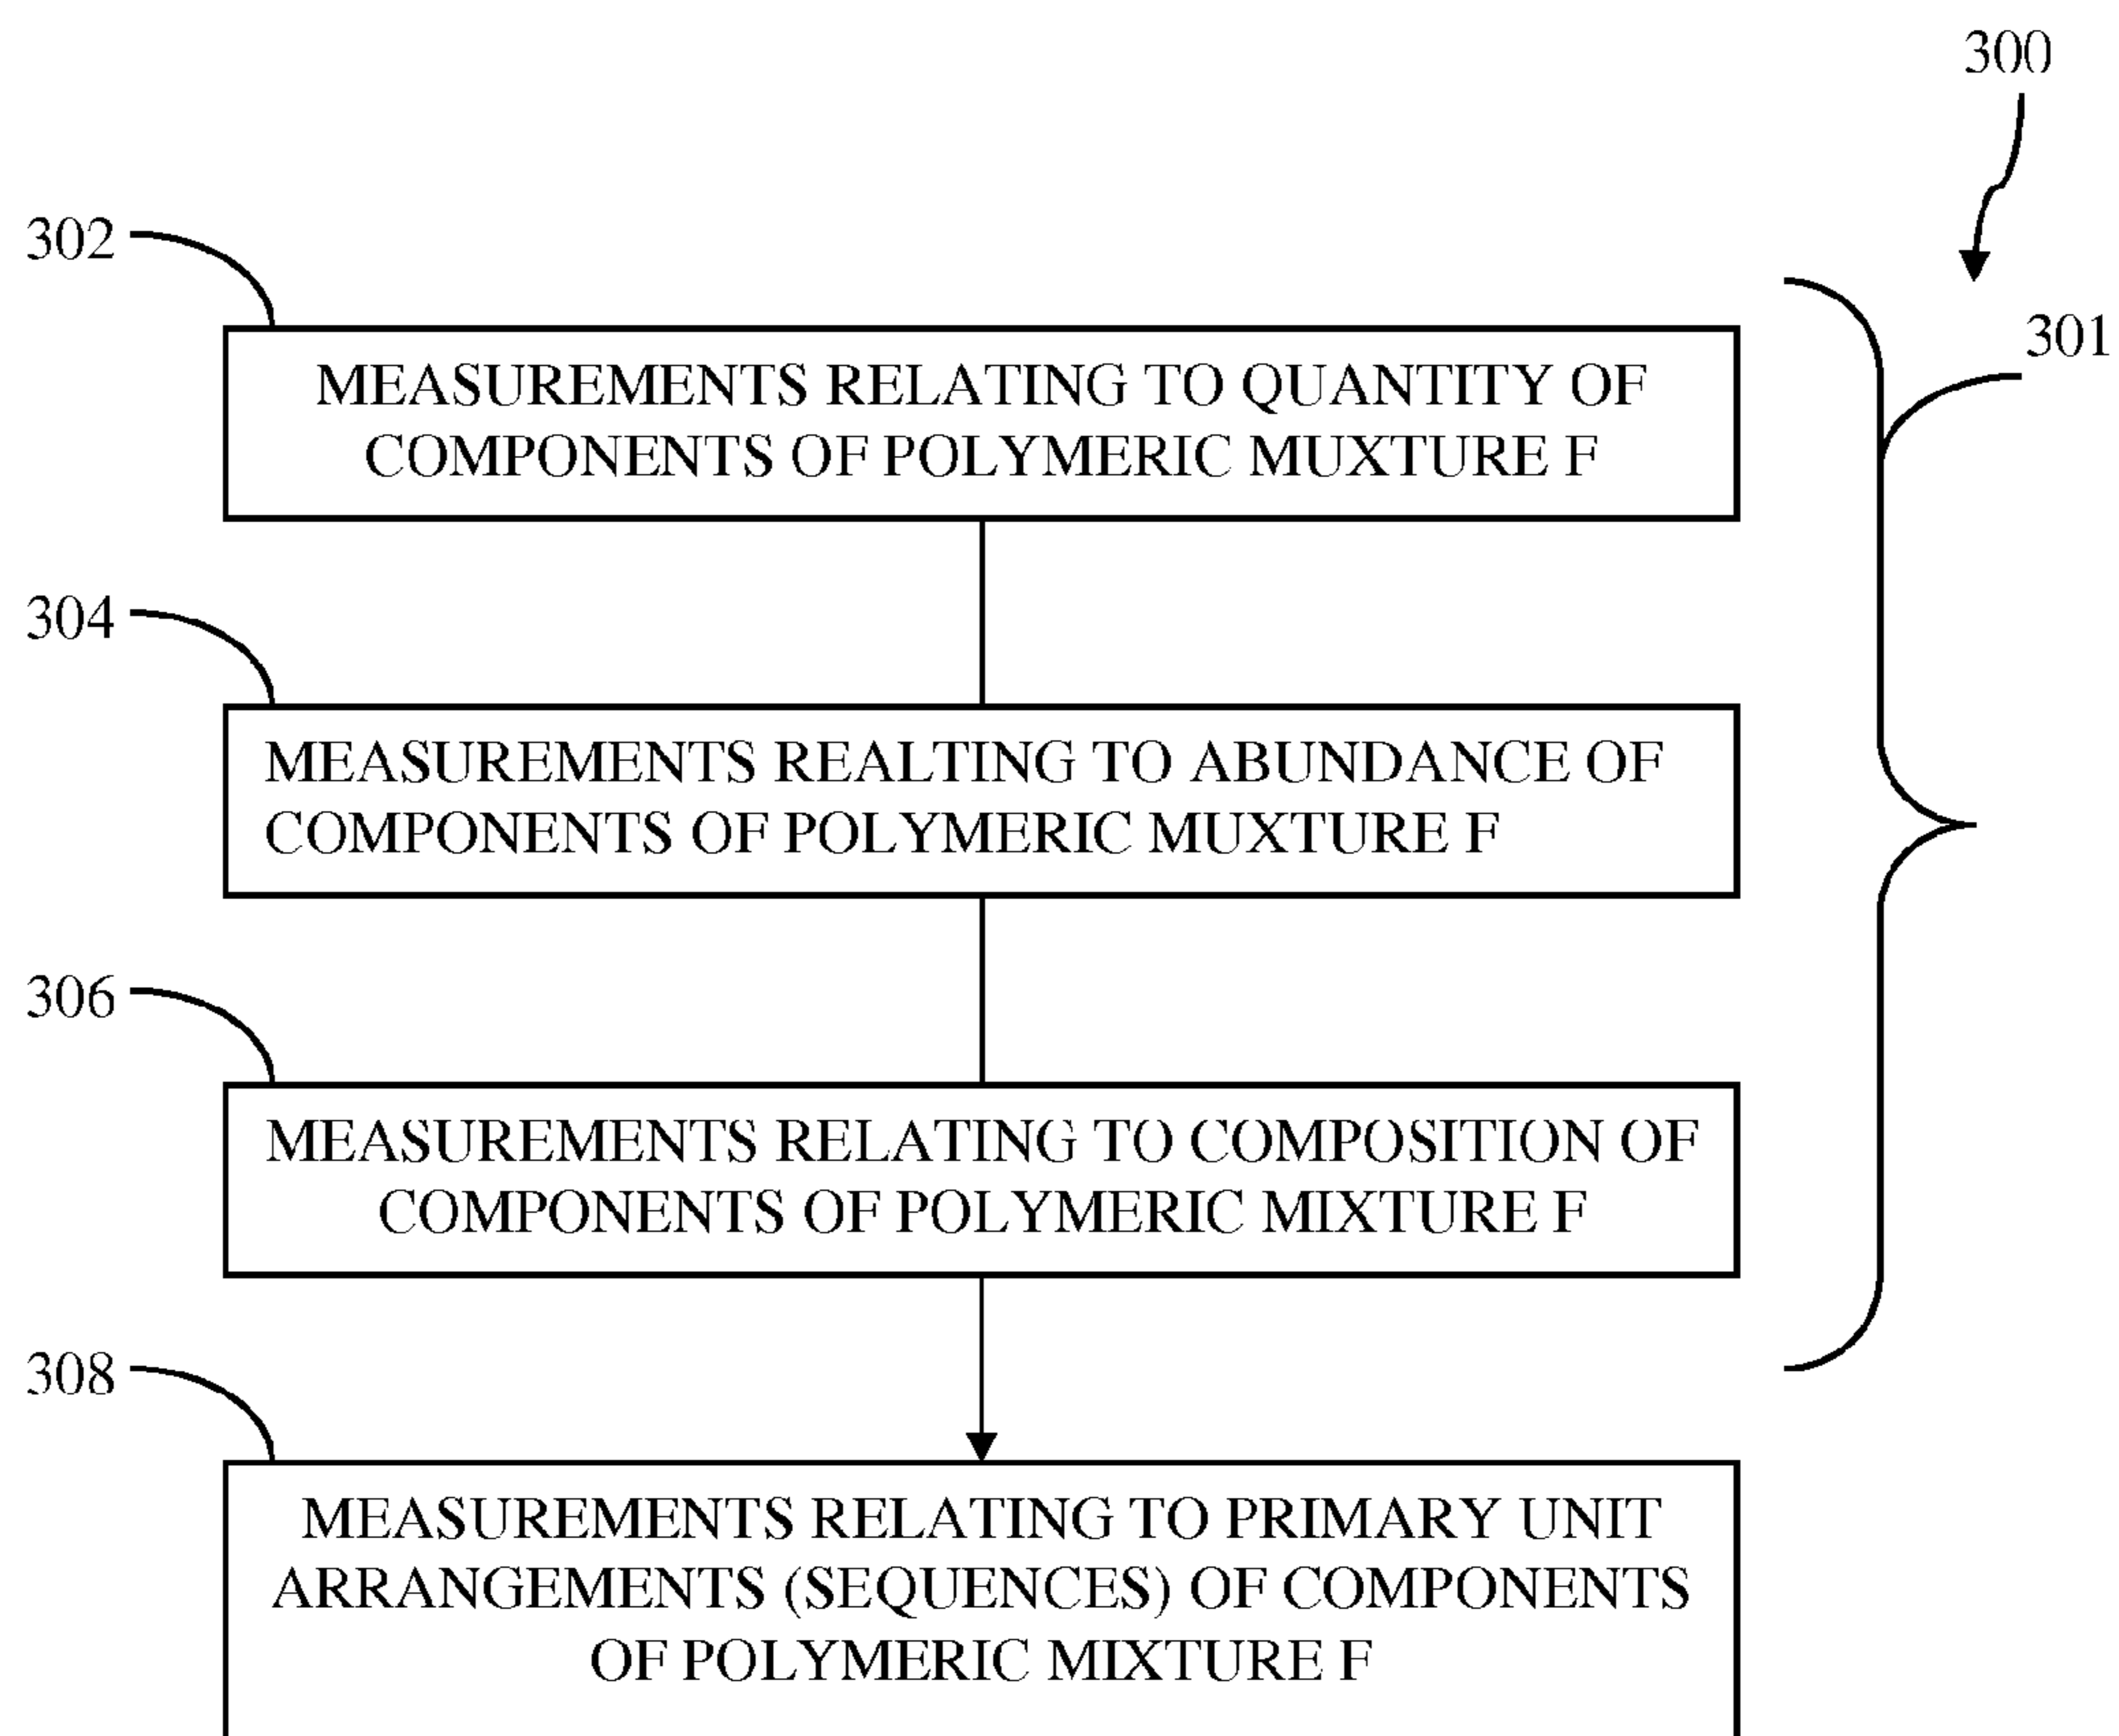 300
302
301
MEASUREMENTS RELATING TO QUANTITY OF
COMPONENTS OF POLYMERIC MUXTURE F
304
MEASUREMENTS REALTING TO ABUNDANCE OF
COMPONENTS OF POLYMERIC MUXTURE F
306
MEASUREMENTS RELATING TO COMPOSITION OF
COMPONENTS OF POLYMERIC MIXTURE F
308
MEASUREMENTS RELATING TO PRIMARY UNIT
ARRANGEMENTS (SEQUENCES) OF COMPONENTS
OF POLYMERIC MIXTURE F